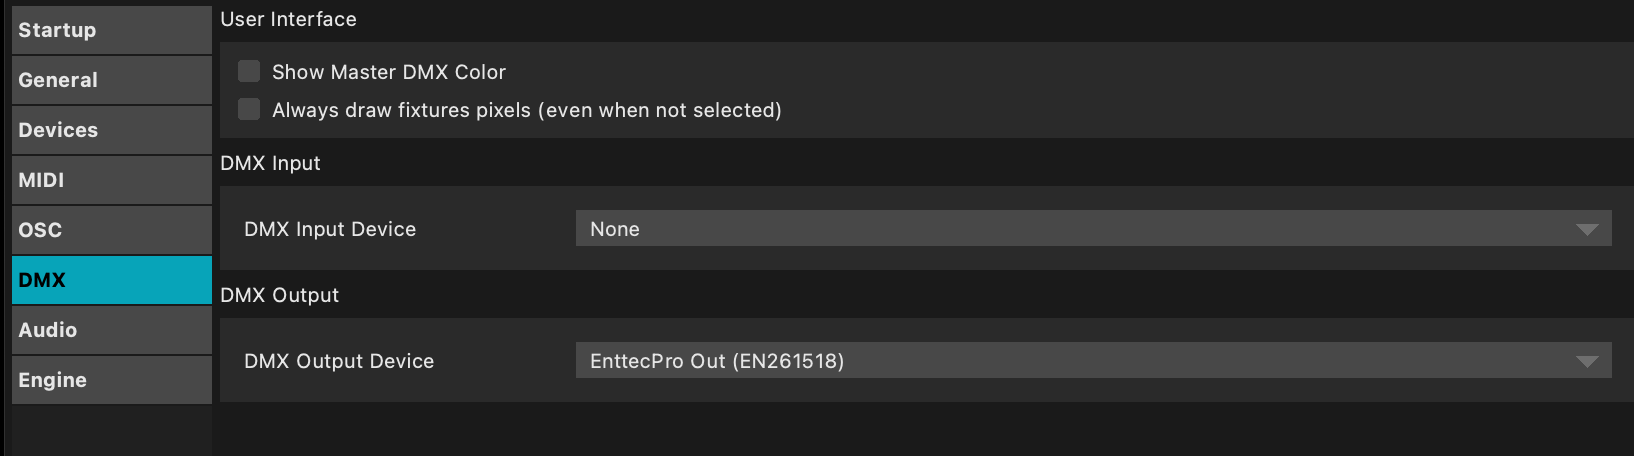 Startup
General
Devices
MIDI
OSC
DMX
Audio
Engine
User Interface
Show Master DMX Color
Always draw fixtures pixels (even when not selected)
DMX Input
DMX Input Device None
DMX Output
DMX Output Device EnttecPro Out (EN261518)